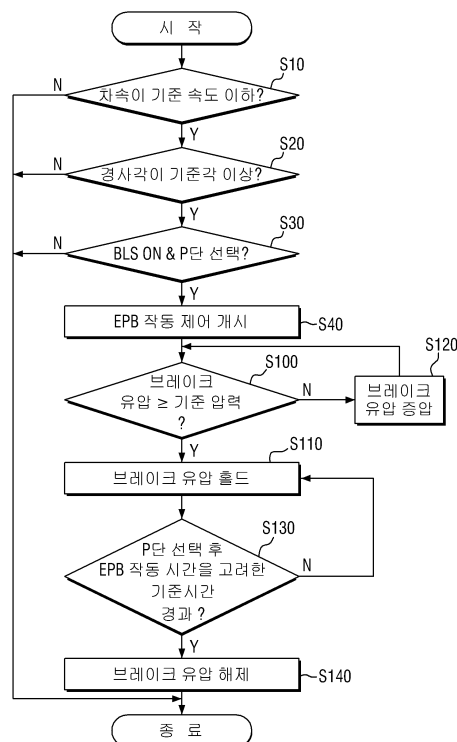 시 작
S10
N
차속이 기준 속도 이하?
Y
S20
N
경사각이 기준각 이상?
Y
S30
N
BLS ON & P단 선택?
Y
EPB 작동 제어 개시
S40
S120
S100
브레이크
유압 ≥ 기준 압력
?
N
브레이크
유압 증압
Y
S110
브레이크 유압 홀드
S130
P단 선택 후
EPB 작동 시간을 고려한
기준시간
경과 ?
N
Y
브레이크 유압 해제
S140
종 료